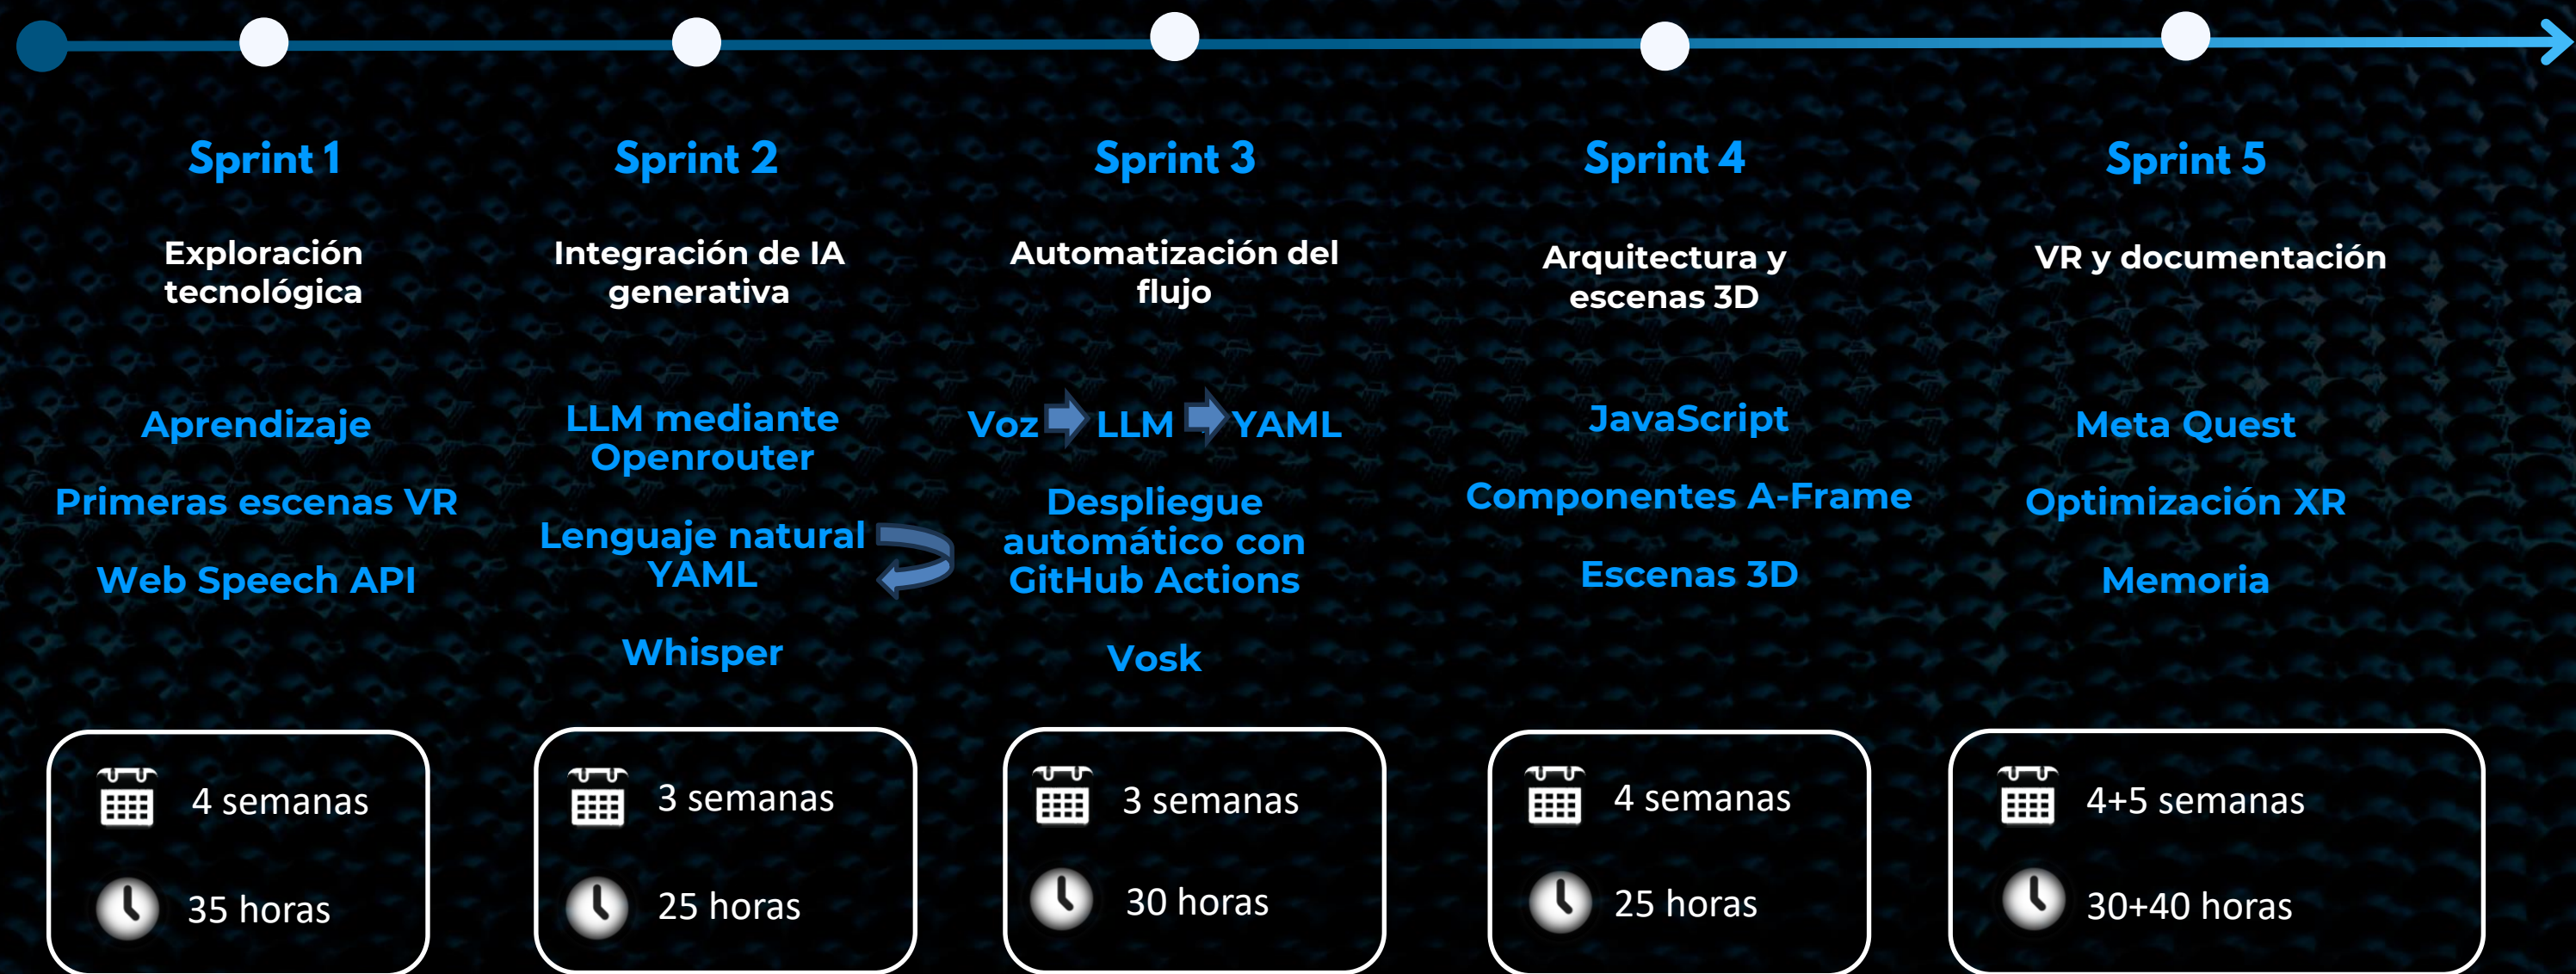 Sprint 1
Exploración
tecnológica
Aprendizaje
Primeras escenas VR
Web Speech API
4 semanas
35 horas
Sprint 2
Integración de IA
generativa
LLM mediante
Openrouter
Lenguaje natural
YAML
Whisper
3 semanas
25 horas
Sprint 3
Automatización del
flujo
Voz LLM YAML
Despliegue
automático con
GitHub Actions
Vosk
3 semanas
30 horas
Sprint 4
Arquitectura y
escenas 3D
JavaScript
Componentes A-Frame
Escenas 3D
4 semanas
25 horas
Sprint 5
VR y documentación
Meta Quest
Optimización XR
Memoria
4+5 semanas
30+40 horas